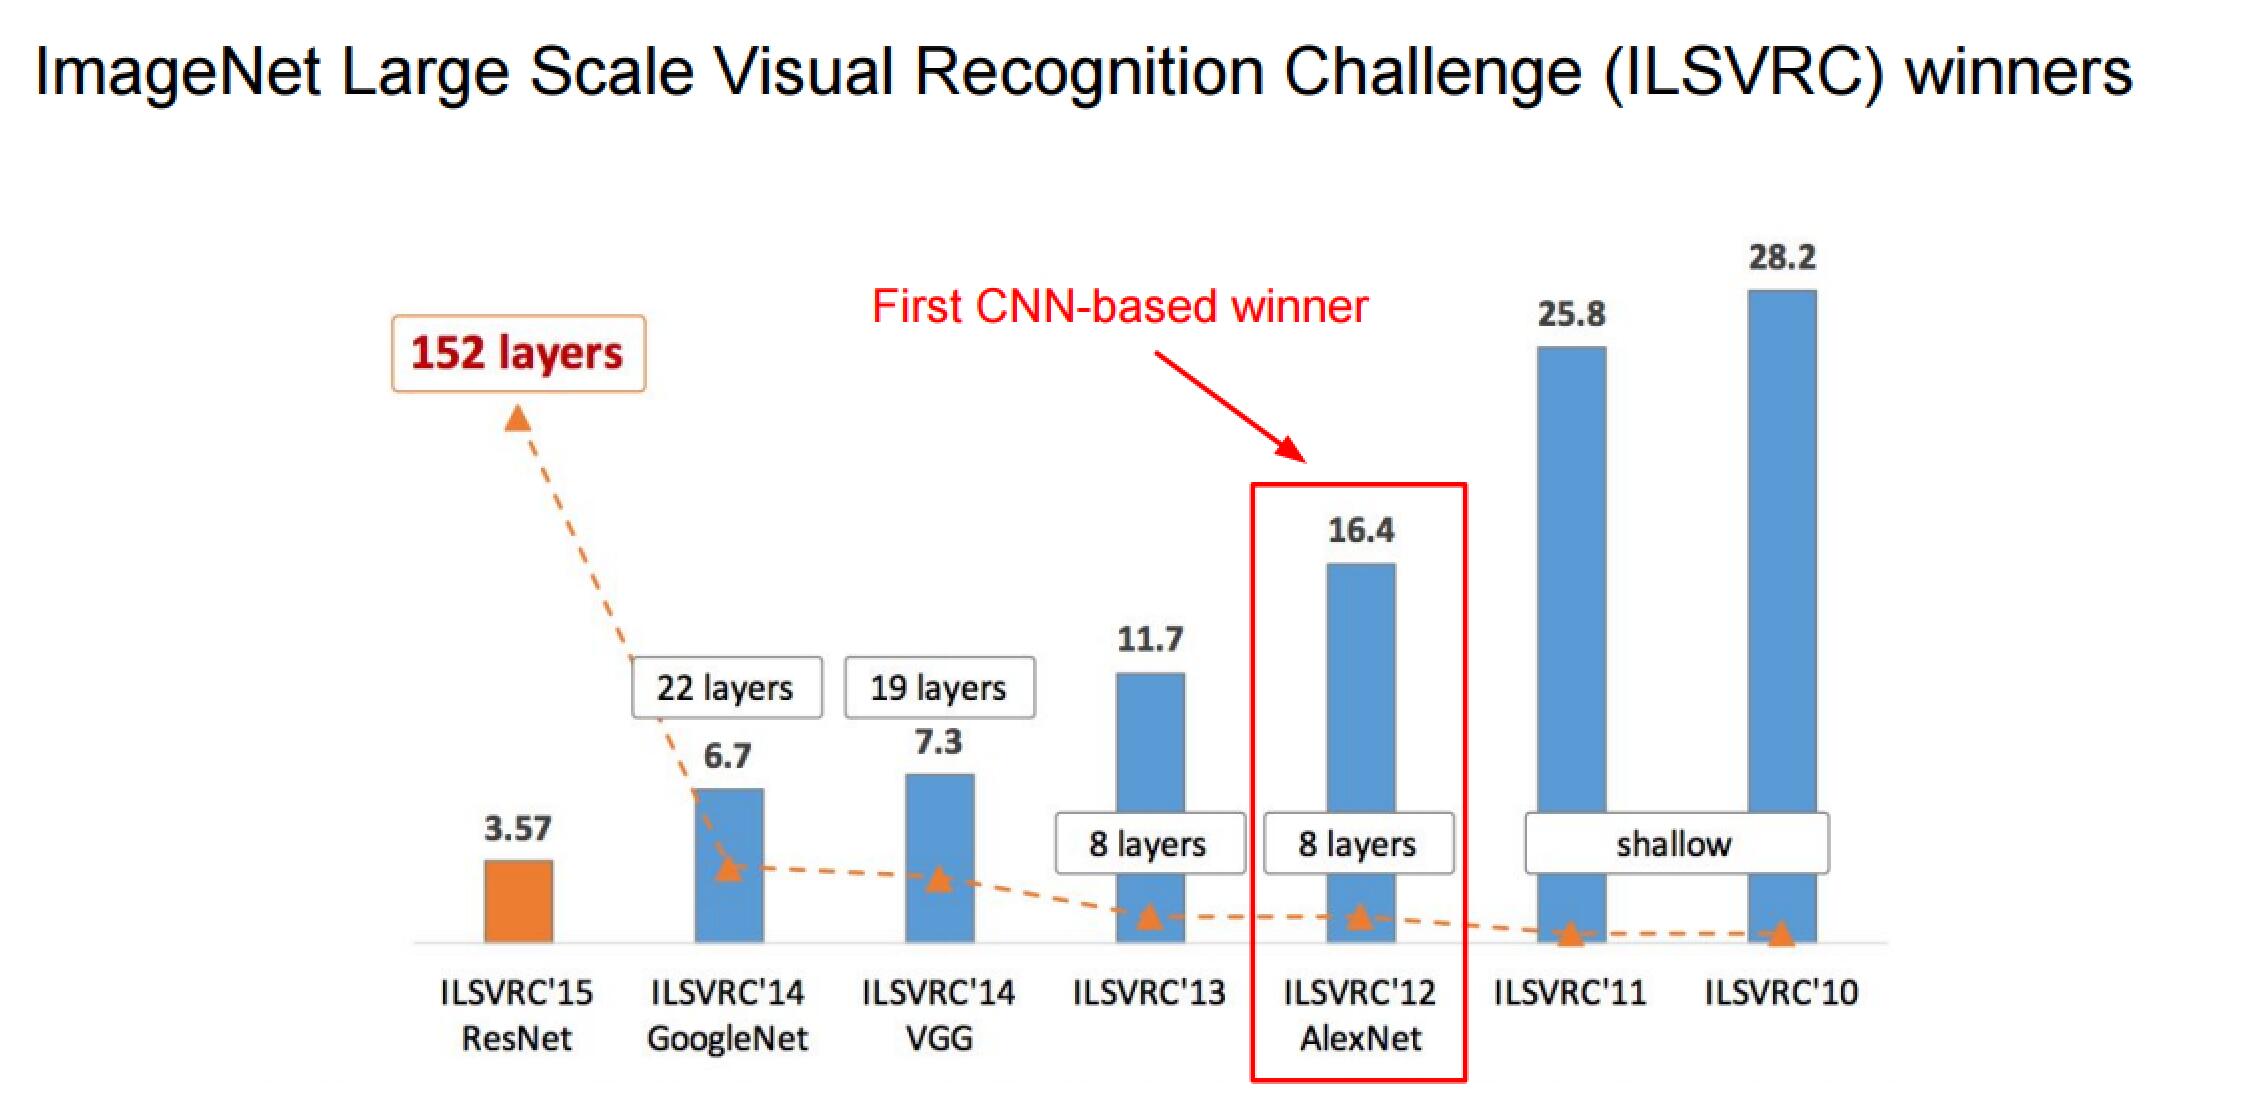 ImageNet Large Scale Visual Recognition Challenge (ILSVRC) winners
First CNN-based winner
152 layers
22 layers
19 layers
8 layers
8 layers
shallow
3.57
6.7
7.3
11.7
16.4
25.8
28.2
ILSVRC'15
ResNet
ILSVRC'14
GoogleNet
ILSVRC'14
VGG
ILSVRC'13
ILSVRC'12
AlexNet
ILSVRC'11
ILSVRC'10